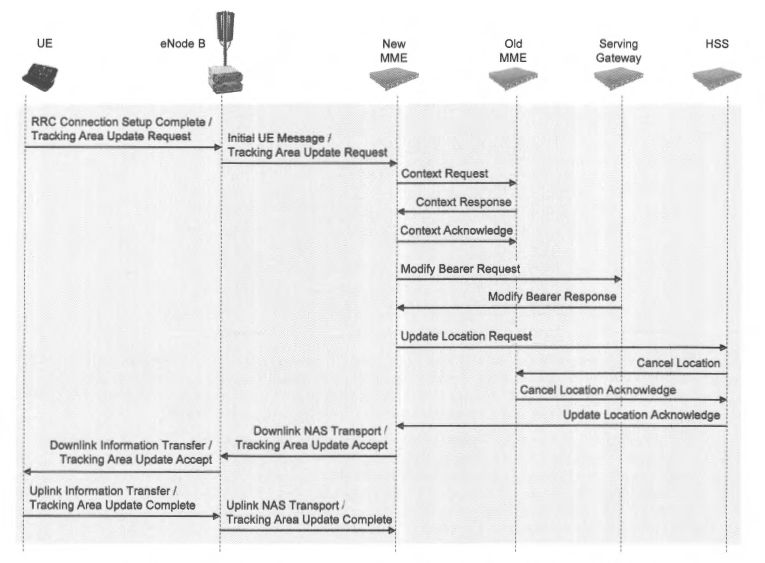 UE
eNode B
New
MME
Old
MME
Serving
Gateway
HSS
RRC Connection Setup Complete /
Tracking Area Update Request
Initial UE Message /
Tracking Area Update Request
Context Request
Context Response
Context Acknowledge
Modify Bearer Request
Modify Bearer Response
Update Location Request
Cancel Location
Cancel Location Acknowledge
Update Location Acknowledge
Downlink NAS Transport /
Tracking Area Update Accept
Downlink Information Transfer /
Tracking Area Update Accept
Uplink Information Transfer /
Tracking Area Update Complete
Uplink NAS Transport /
Tracking Area Update Complete